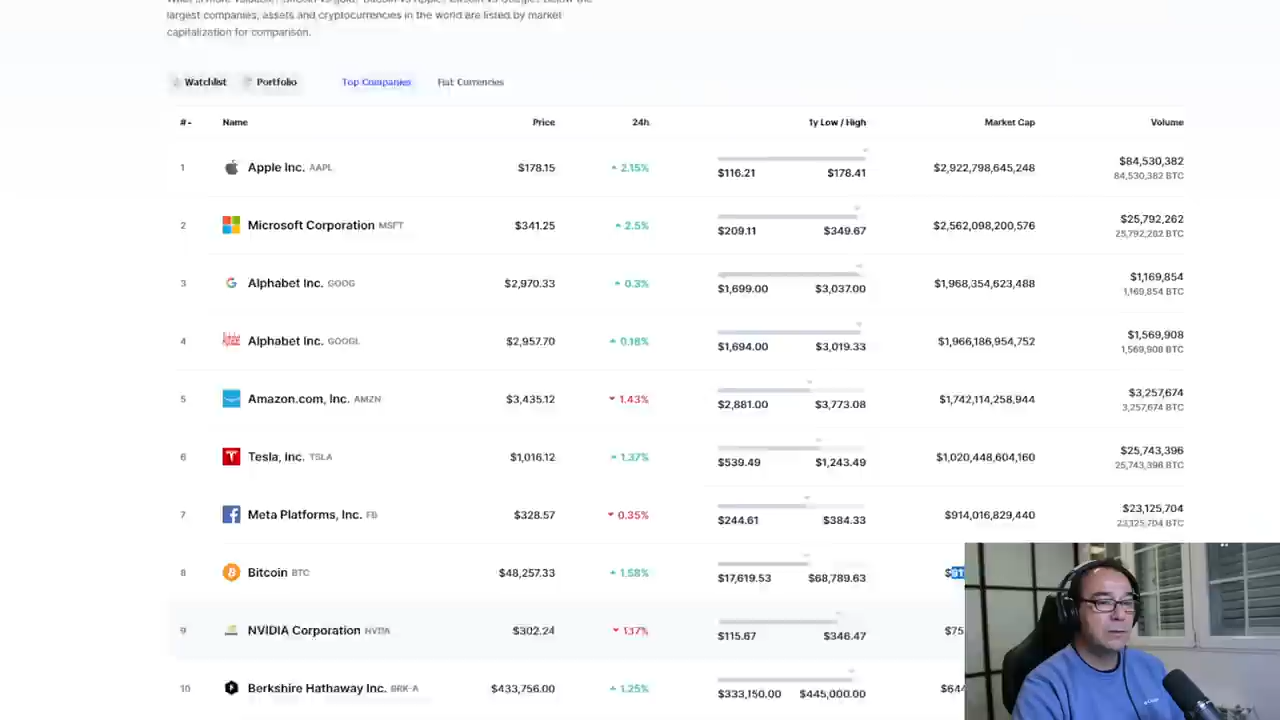 largest companies, assets and cryptocurrencies in the world are listed by market
capitalization for comparison.
Watchlist Portfolio Top Companies Fiat Currencies
# Name Price 24h 1y Low / High Market Cap Volume
1 Apple Inc. AAPL $178.15 2.15% $116.21 $178.41 $2,922,798,645,248 $84,530,382
84,530,382 BTC
2 Microsoft Corporation MSFT $341.25 2.5% $209.11 $349.67 $2,562,098,200,576 $25,792,262
25,792,262 BTC
3 Alphabet Inc. GOOG $2,970.33 0.3% $1,699.00 $3,037.00 $1,968,354,623,488 $1,169,854
1,169,854 BTC
4 Alphabet Inc. GOOGL $2,957.70 0.18% $1,694.00 $3,019.33 $1,966,186,954,752 $1,569,908
1,569,908 BTC
5 Amazon.com, Inc. AMZN $3,435.12 1.43% $2,881.00 $3,773.08 $1,742,114,258,944 $3,257,674
3,257,674 BTC
6 Tesla, Inc. TSLA $1,016.12 1.37% $539.49 $1,243.49 $1,020,448,604,160 $25,743,396
25,743,396 BTC
7 Meta Platforms, Inc. FB $328.57 0.35% $244.61 $384.33 $914,016,829,440 $23,125,704
23,125,704 BTC
8 Bitcoin BTC $48,257.33 1.58% $17,619.53 $68,789.63
9 NVIDIA Corporation NVDA $302.24 1.37% $115.67 $346.47 $75
10 Berkshire Hathaway Inc. BRK-A $433,756.00 1.25% $333,150.00 $445,000.00 $644